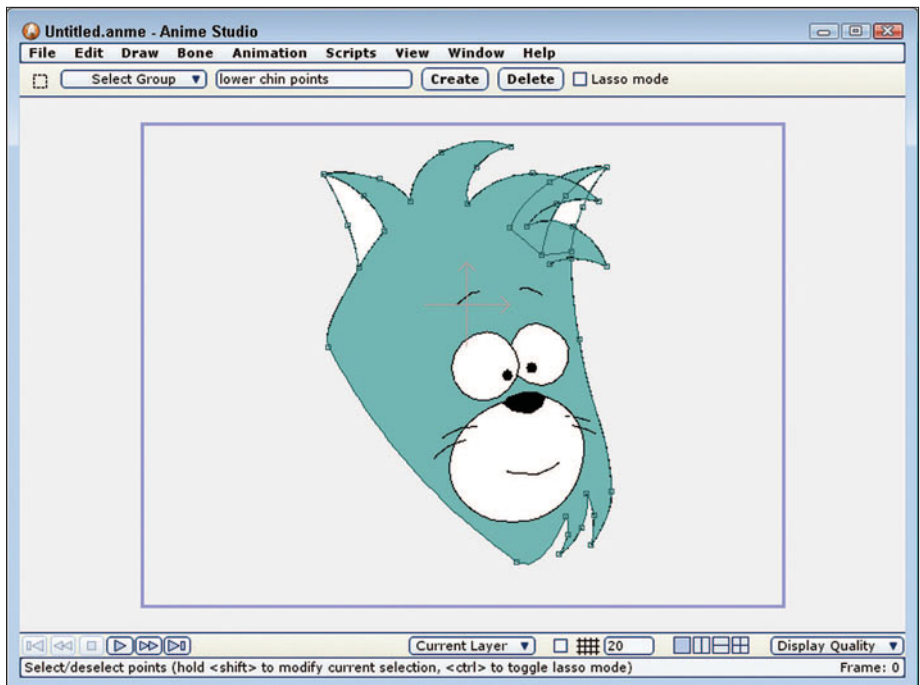 Untitled.anme - Anime Studio
File Edit Draw Bone Animation Scripts View Window Help
Select Group lower chin points Create Delete Lasso mode
Current Layer 20 Display Quality
Select/deselect points (hold <shift> to modify current selection, <ctrl> to toggle lasso mode) Frame: 0